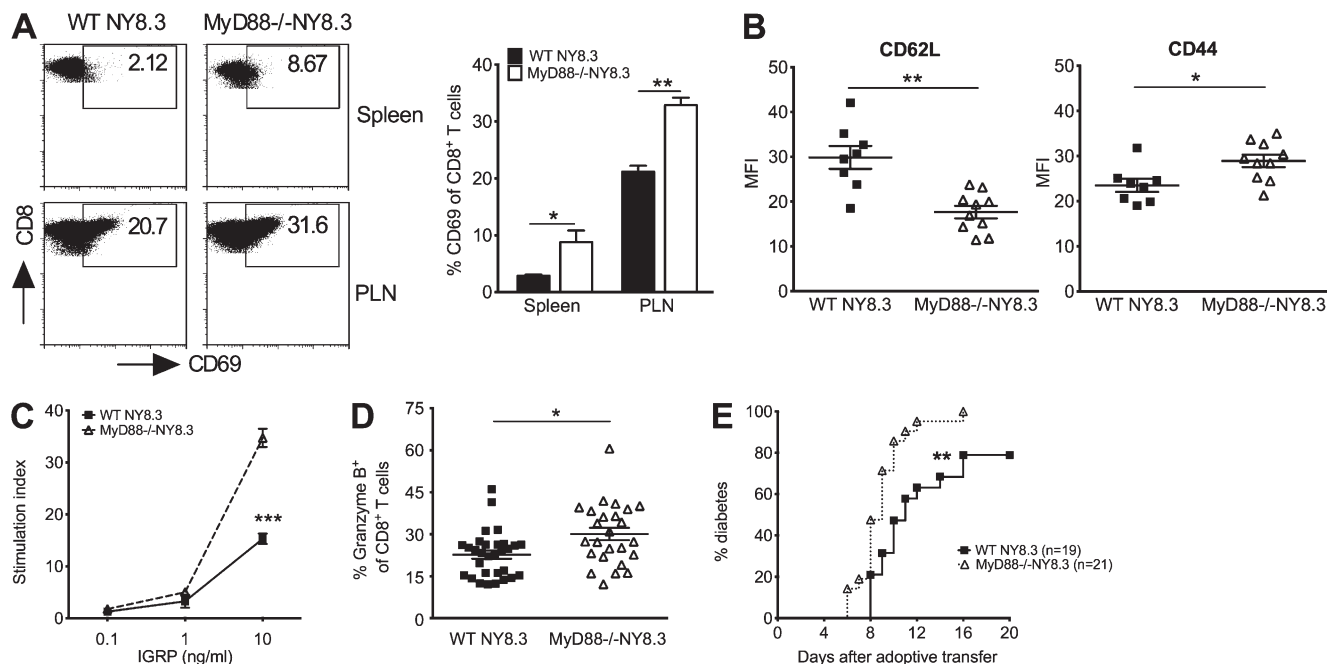 A
WT NY8.3
MyD88-/-NY8.3
2.12
8.67
Spleen
20.7
31.6
PLN
CD8
CD69
WT NY8.3
MyD88-/-NY8.3
% CD69 of CD8+ T cells
40
30
20
10
0
*
**
Spleen
PLN
B
CD62L
MFI
50
40
30
20
10
0
**
WT NY8.3
MyD88-/-NY8.3
CD44
MFI
50
40
30
20
10
0
*
WT NY8.3
MyD88-/-NY8.3
C
WT NY8.3
MyD88-/-NY8.3
Stimulation index
40
30
20
10
0
***
0.1
1
10
IGRP (ng/ml)
D
% Granzyme B+
of CD8+ T cells
75
60
45
30
15
0
*
WT NY8.3
MyD88-/-NY8.3
E
% diabetes
100
80
60
40
20
0
**
WT NY8.3 (n=19)
MyD88-/-NY8.3 (n=21)
0
4
8
12
16
20
Days after adoptive transfer